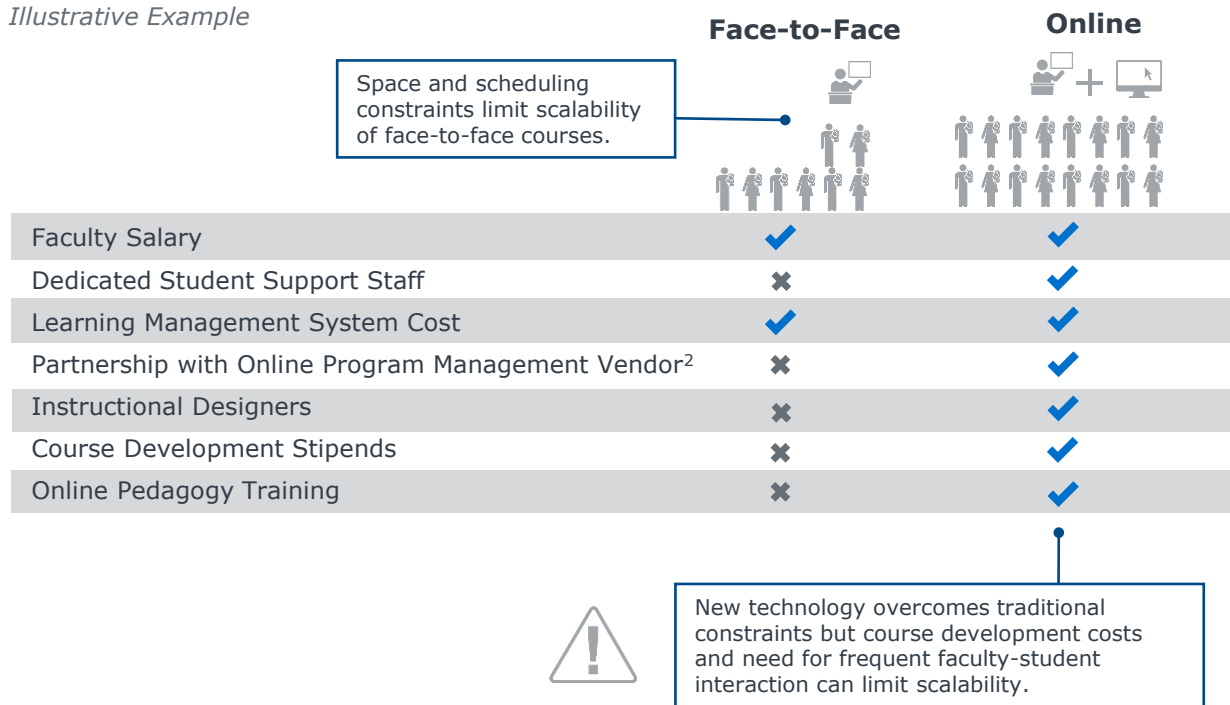 Illustrative Example
Face-to-Face
Online
Space and scheduling
constraints limit scalability
of face-to-face courses.
Faculty Salary
Dedicated Student Support Staff
Learning Management System Cost
Partnership with Online Program Management Vendor2
Instructional Designers
Course Development Stipends
Online Pedagogy Training
New technology overcomes traditional
constraints but course development costs
and need for frequent faculty-student
interaction can limit scalability.